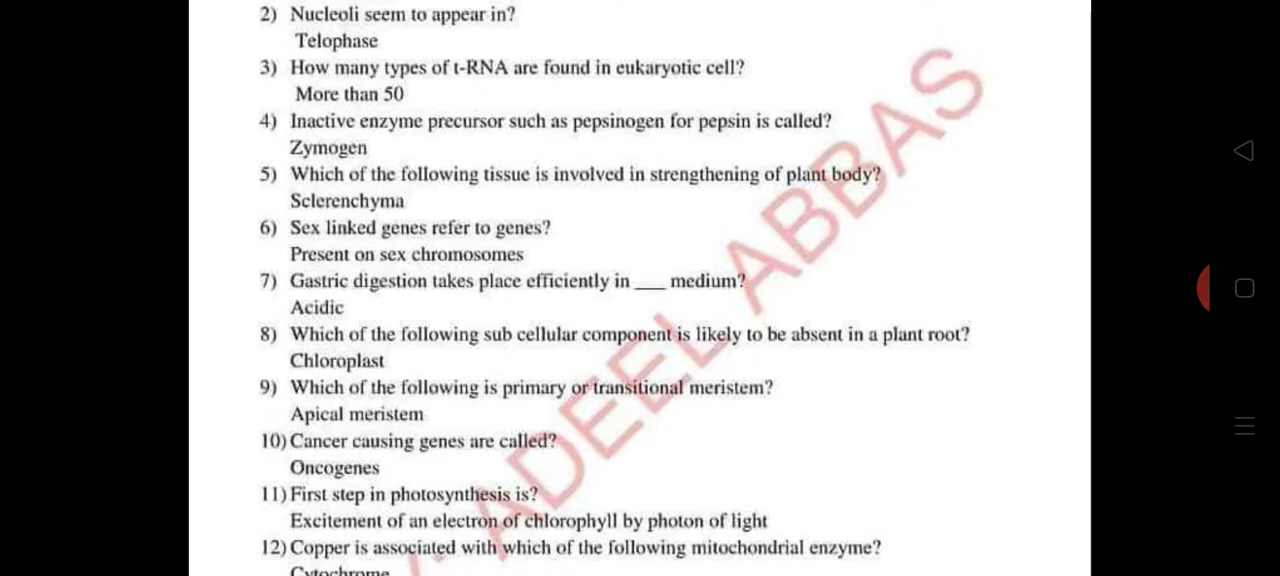 2) Nucleoli seem to appear in?
Telophase
3) How many types of t-RNA are found in eukaryotic cell?
More than 50
4) Inactive enzyme precursor such as pepsinogen for pepsin is called?
Zymogen
5) Which of the following tissue is involved in strengthening of plant body?
Sclerenchyma
6) Sex linked genes refer to genes?
Present on sex chromosomes
7) Gastric digestion takes place efficiently in ___ medium?
Acidic
8) Which of the following sub cellular component is likely to be absent in a plant root?
Chloroplast
9) Which of the following is primary or transitional meristem?
Apical meristem
10) Cancer causing genes are called?
Oncogenes
11) First step in photosynthesis is?
Excitement of an electron of chlorophyll by photon of light
12) Copper is associated with which of the following mitochondrial enzyme?
Cytochrome
ADEEL ABBAS